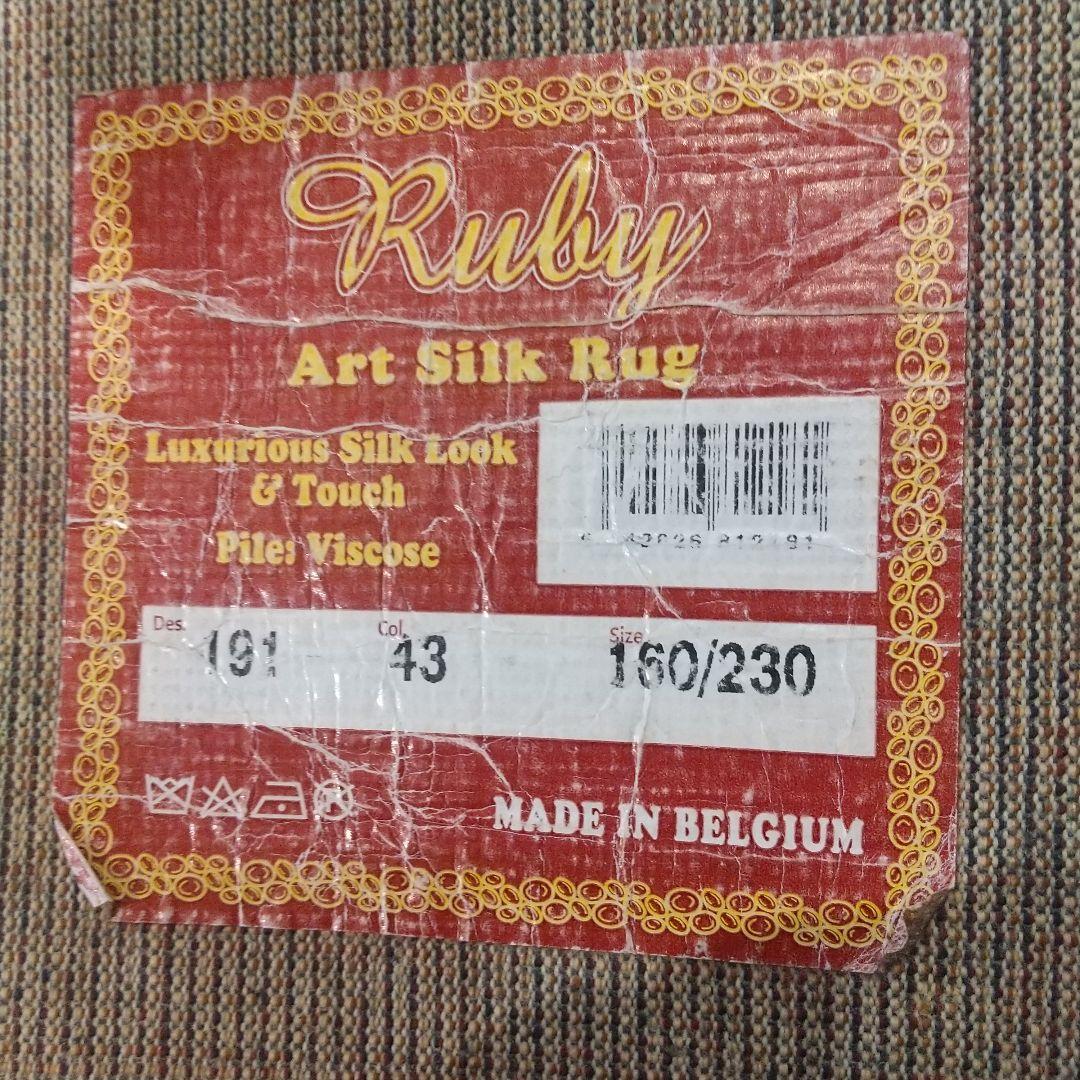 Ruby
Art Silk Rug
Luxurious Silk Look
& Touch
Pile: Viscose
Des. Col. Size
191 43 160/230
MADE IN BELGIUM